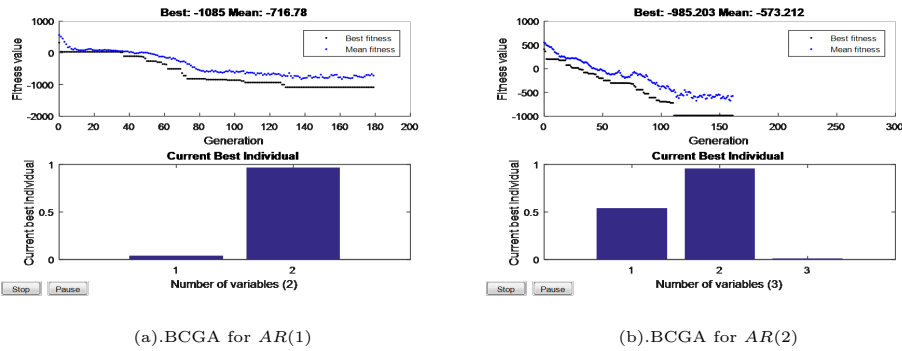 Best: -1085 Mean: -716.78
Fitness value
1000
0
-1000
-2000
Best fitness
Mean fitness
0 20 40 60 80 100 120 140 160 180 200
Generation
Current Best Individual
Current best individual
1
0.5
0
1 2
Number of variables (2)
Stop Pause
(a).BCGA for AR(1)
Best: -985.203 Mean: -573.212
Fitness value
1000
500
0
-500
-1000
Best fitness
Mean fitness
0 50 100 150 200 250 300
Generation
Current Best Individual
Current best individual
1
0.5
0
1 2 3
Number of variables (3)
Stop Pause
(b).BCGA for AR(2)